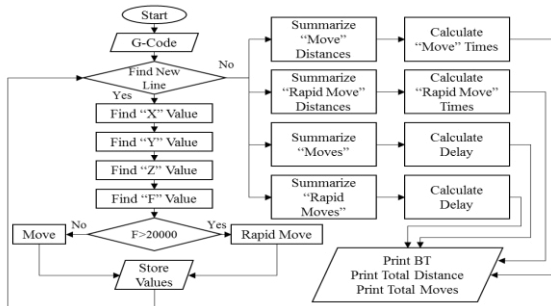 Start
G-Code
Find New
Line
No
Yes
Find “X” Value
Find “Y” Value
Find “Z” Value
Find “F” Value
F>20000
No
Yes
Move
Rapid Move
Store
Values
Summarize
“Move”
Distances
Calculate
“Move” Times
Summarize
“Rapid Move”
Distances
Calculate
“Rapid Move”
Times
Summarize
“Moves”
Calculate
Delay
Summarize
“Rapid
Moves”
Calculate
Delay
Print BT
Print Total Distance
Print Total Moves